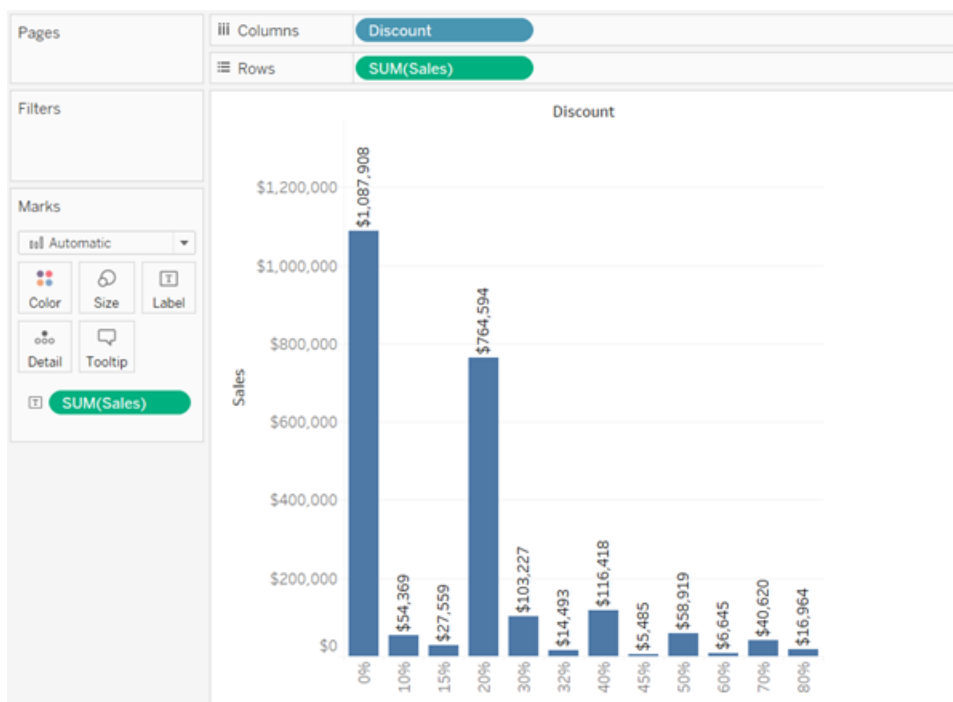 Pages
Columns
Discount
Rows
SUM(Sales)
Filters
Marks
Automatic
Color
Size
Label
Detail
Tooltip
SUM(Sales)
Discount
Sales
$1,200,000
$1,000,000
$800,000
$600,000
$400,000
$200,000
$0
$1,087,908
$54,369
$27,559
$764,594
$103,227
$14,493
$116,418
$5,485
$58,919
$6,645
$40,620
$16,964
0%
10%
15%
20%
30%
32%
40%
45%
50%
60%
70%
80%